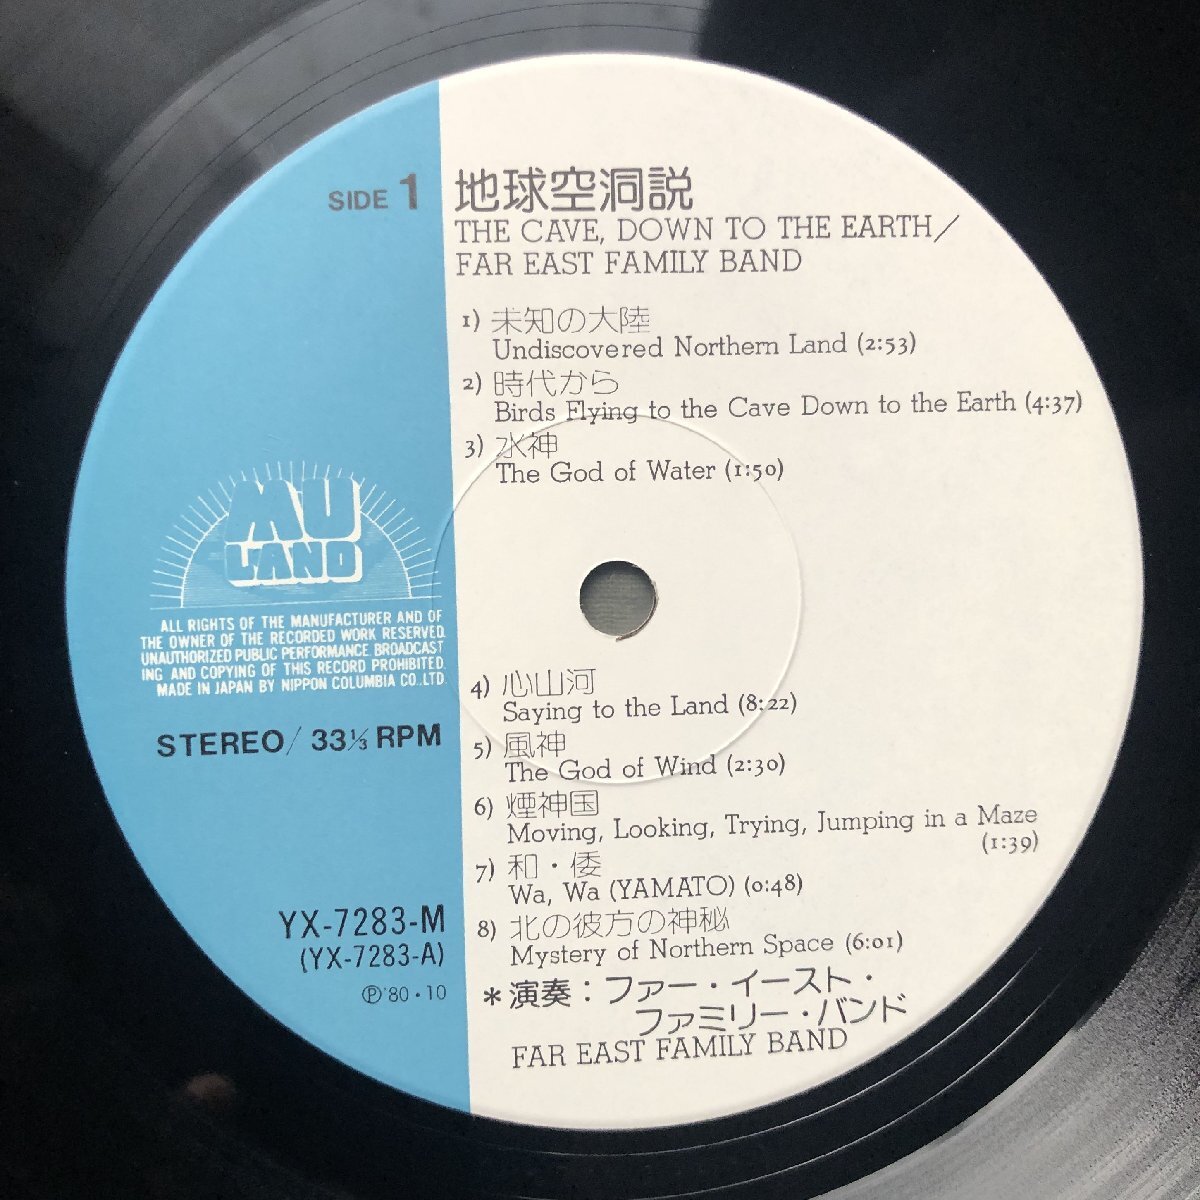 SIDE 1
地球空洞説
THE CAVE, DOWN TO THE EARTH／
FAR EAST FAMILY BAND
1) 未知の大陸
Undiscovered Northern Land (2:53)
2) 時代から
Birds Flying to the Cave Down to the Earth (4:37)
3) 水神
The God of Water (1:50)
MU
LAND
ALL RIGHTS OF THE MANUFACTURER AND OF
THE OWNER OF THE RECORDED WORK RESERVED.
UNAUTHORIZED PUBLIC PERFORMANCE BROADCAST
ING AND COPYING OF THIS RECORD PROHIBITED.
MADE IN JAPAN BY NIPPON COLUMBIA CO.,LTD.
STEREO/ 33⅓ RPM
4) 心山河
Saying to the Land (8:22)
5) 風神
The God of Wind (2:30)
6) 煙神国
Moving, Looking, Trying, Jumping in a Maze
(1:39)
7) 和・倭
Wa, Wa (YAMATO) (0:48)
8) 北の彼方の神秘
Mystery of Northern Space (6:01)
YX-7283-M
(YX-7283-A)
Ⓟ'80・10
＊演奏：ファー・イースト・
ファミリー・バンド
FAR EAST FAMILY BAND